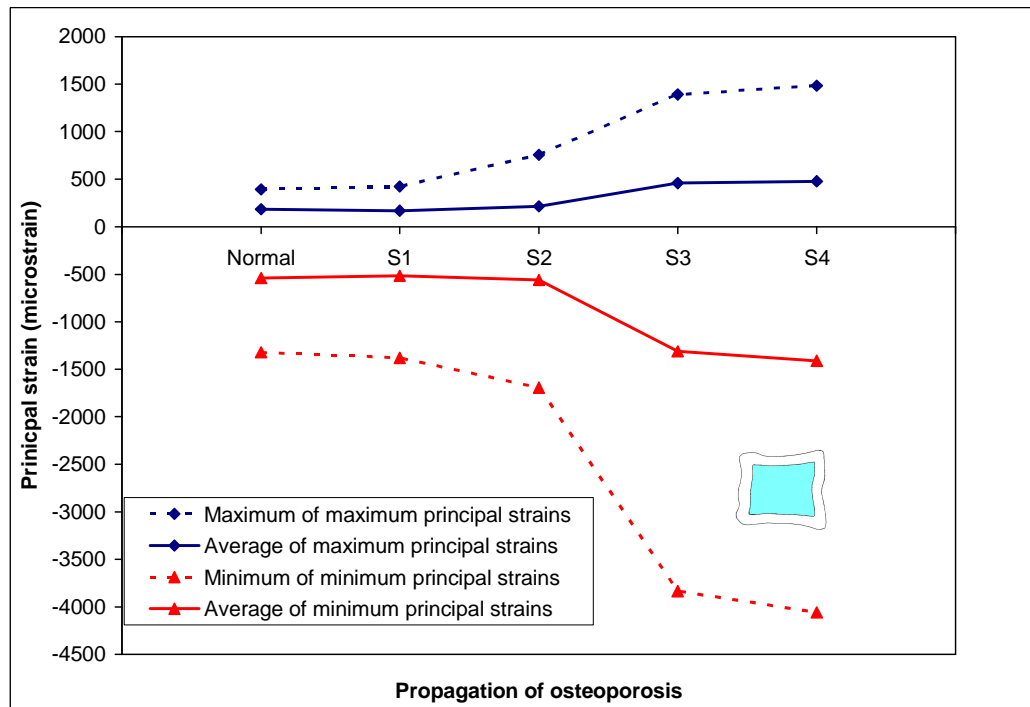 2000
1500
1000
500
0
-500
-1000
-1500
-2000
-2500
-3000
-3500
-4000
-4500
Prinicpal strain (microstrain)
Normal S1 S2 S3 S4
Maximum of maximum principal strains
Average of maximum principal strains
Minimum of minimum principal strains
Average of minimum principal strains
Propagation of osteoporosis